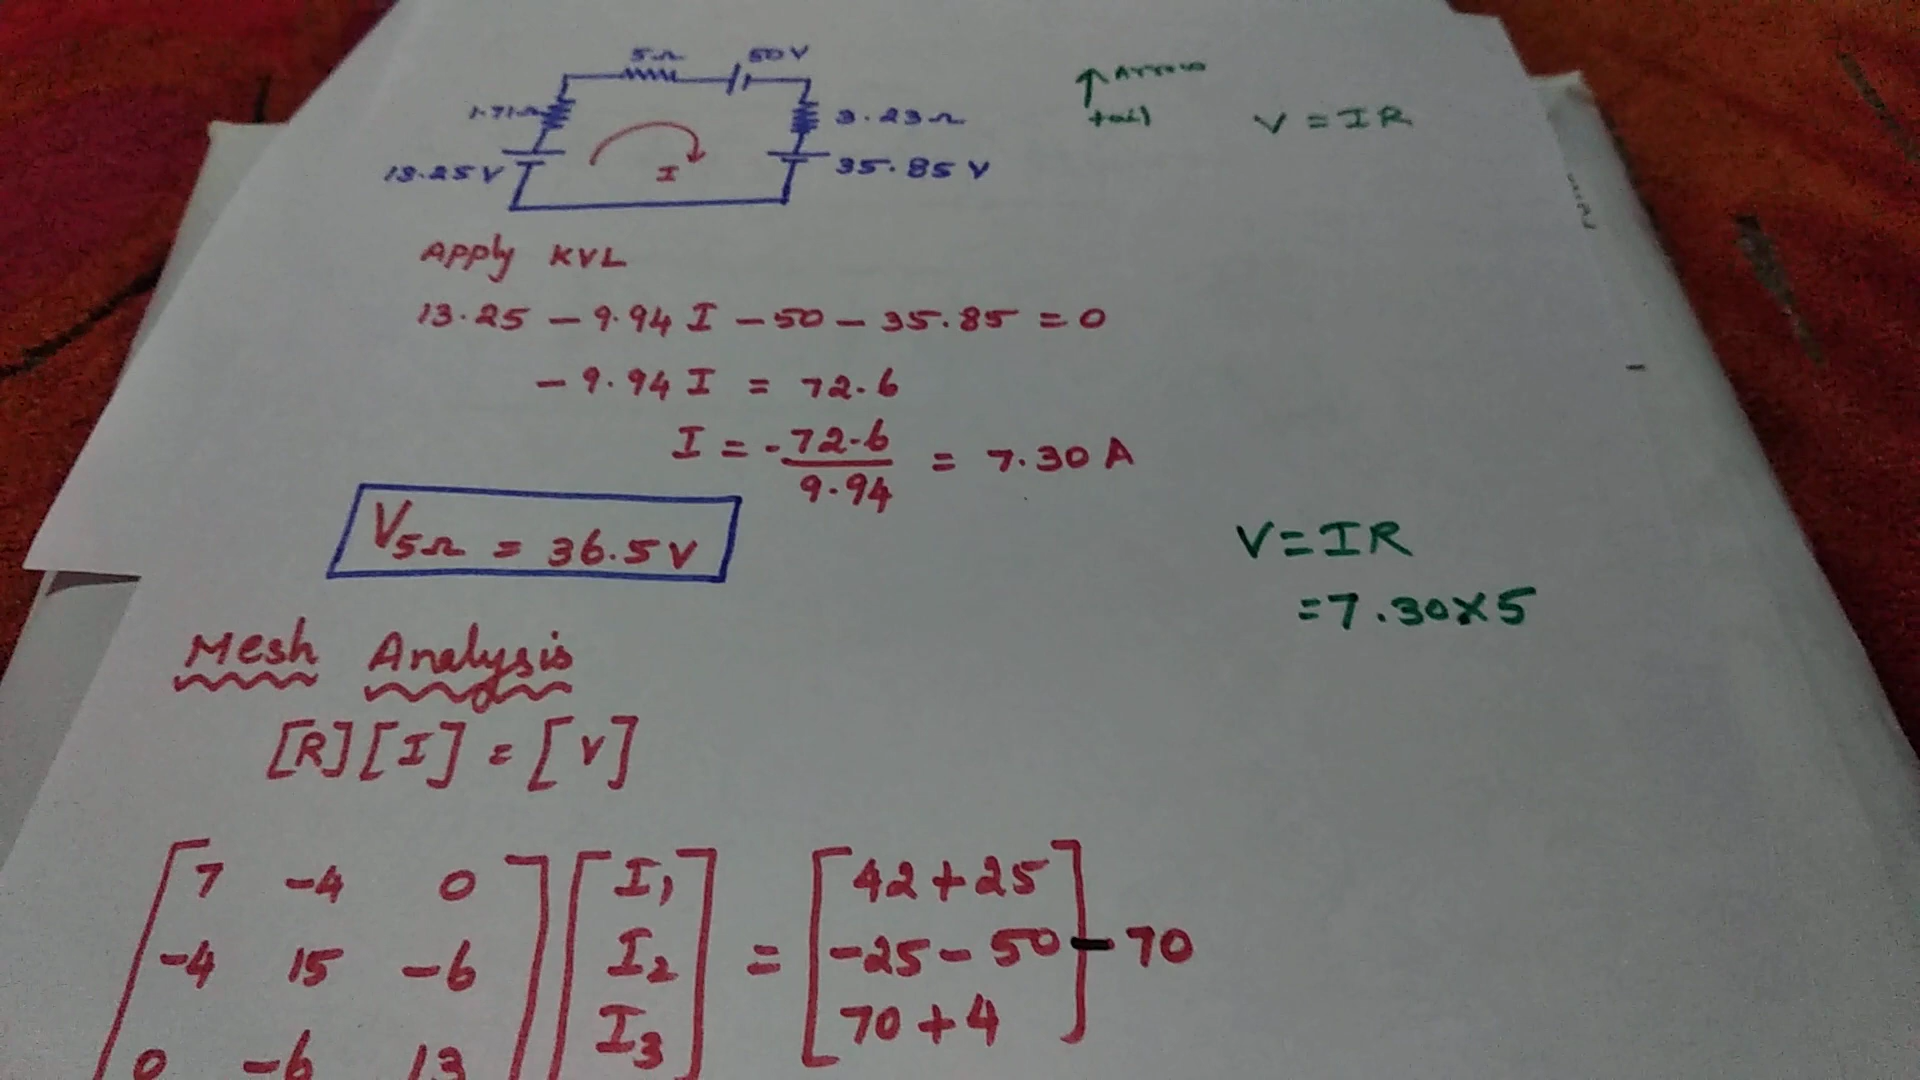 5Ω 50V
1.71Ω 3.23Ω
13.25V I 35.85 V
↑ Arrow
tail
V = IR
Apply KVL
13.25 - 9.94 I - 50 - 35.85 = 0
- 9.94 I = 72.6
I = -72.6/9.94 = 7.30 A
V5Ω = 36.5V
V=IR
=7.30×5
Mesh Analysis
[R][I]=[V]
7 -4 0 I1 42+25
-4 15 -6 I2 = -25-50-70
0 -6 13 I3 70+4